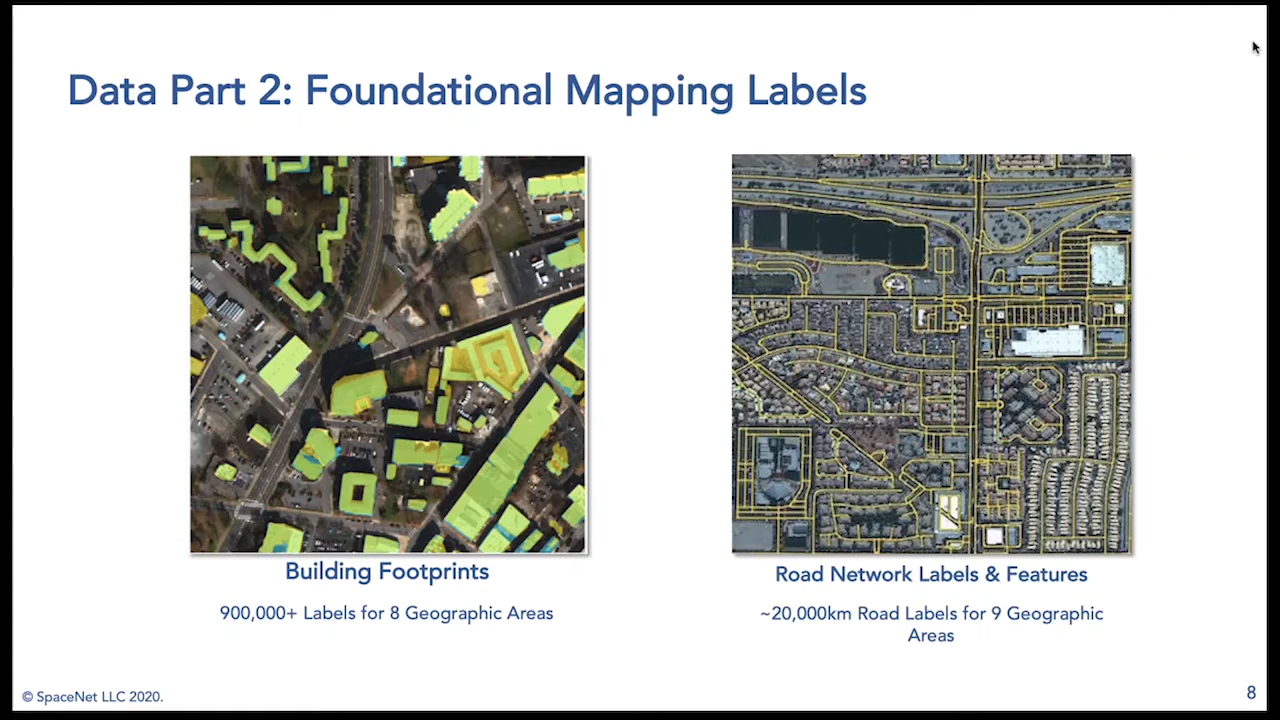 Data Part 2: Foundational Mapping Labels
Building Footprints
900,000+ Labels for 8 Geographic Areas
Road Network Labels & Features
~20,000km Road Labels for 9 Geographic
Areas
© SpaceNet LLC 2020.
8